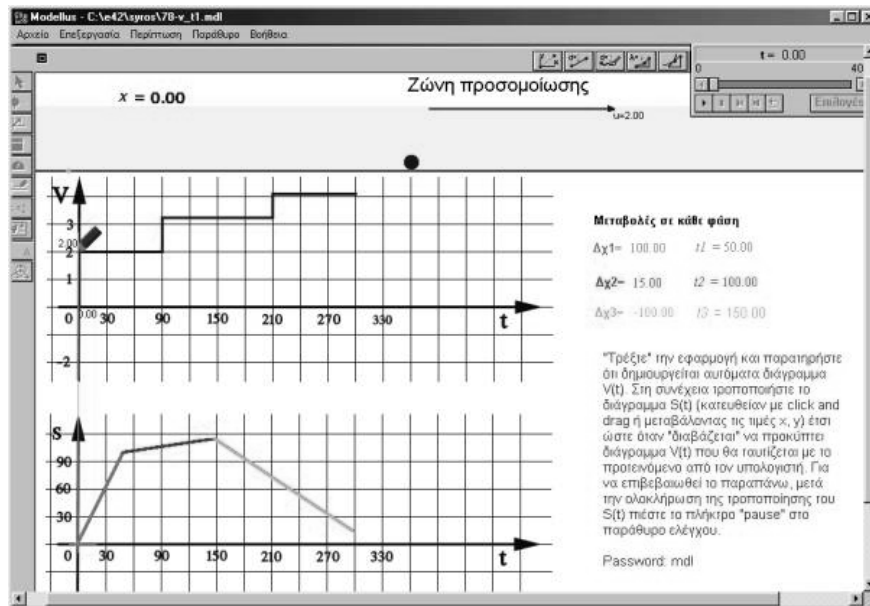 Modellus - C:\e42\syros\78-v_t1.mdl
Αρχείο Επεξεργασία Περίπτωση Παράθυρο Βοήθεια
t = 0.00
0 40
Επιλογές
x = 0.00
Ζώνη προσομοίωσης
u=2.00
V
3
2.00
2
1
0 0.00 30 90 150 210 270 330 t
-2
S
90
60
30
0 30 90 150 210 270 330 t
Μεταβολές σε κάθε φάση
Δχ1= 100.00 t1 = 50.00
Δχ2= 15.00 t2 = 100.00
Δχ3= -100.00 t3 = 150.00
"Τρέξτε" την εφαρμογή και παρατηρήστε
ότι δημιουργείται αυτόματα διάγραμμα
V(t). Στη συνέχεια τροποποιήστε το
διάγραμμα S(t) (κατευθείαν με click and
drag ή μεταβάλοντας τις τιμές x, y) έτσι
ώστε όταν "διαβάζεται" να προκύπτει
διάγραμμα V(t) που θα ταυτίζεται με το
προτεινόμενο από τον υπολογιστή. Για
να επιβεβαιωθεί το παραπάνω, μετά
την ολοκλήρωση της τροποποίησης του
S(t) πιέστε το πλήκτρο "pause" στο
παράθυρο ελέγχου.
Password: mdl